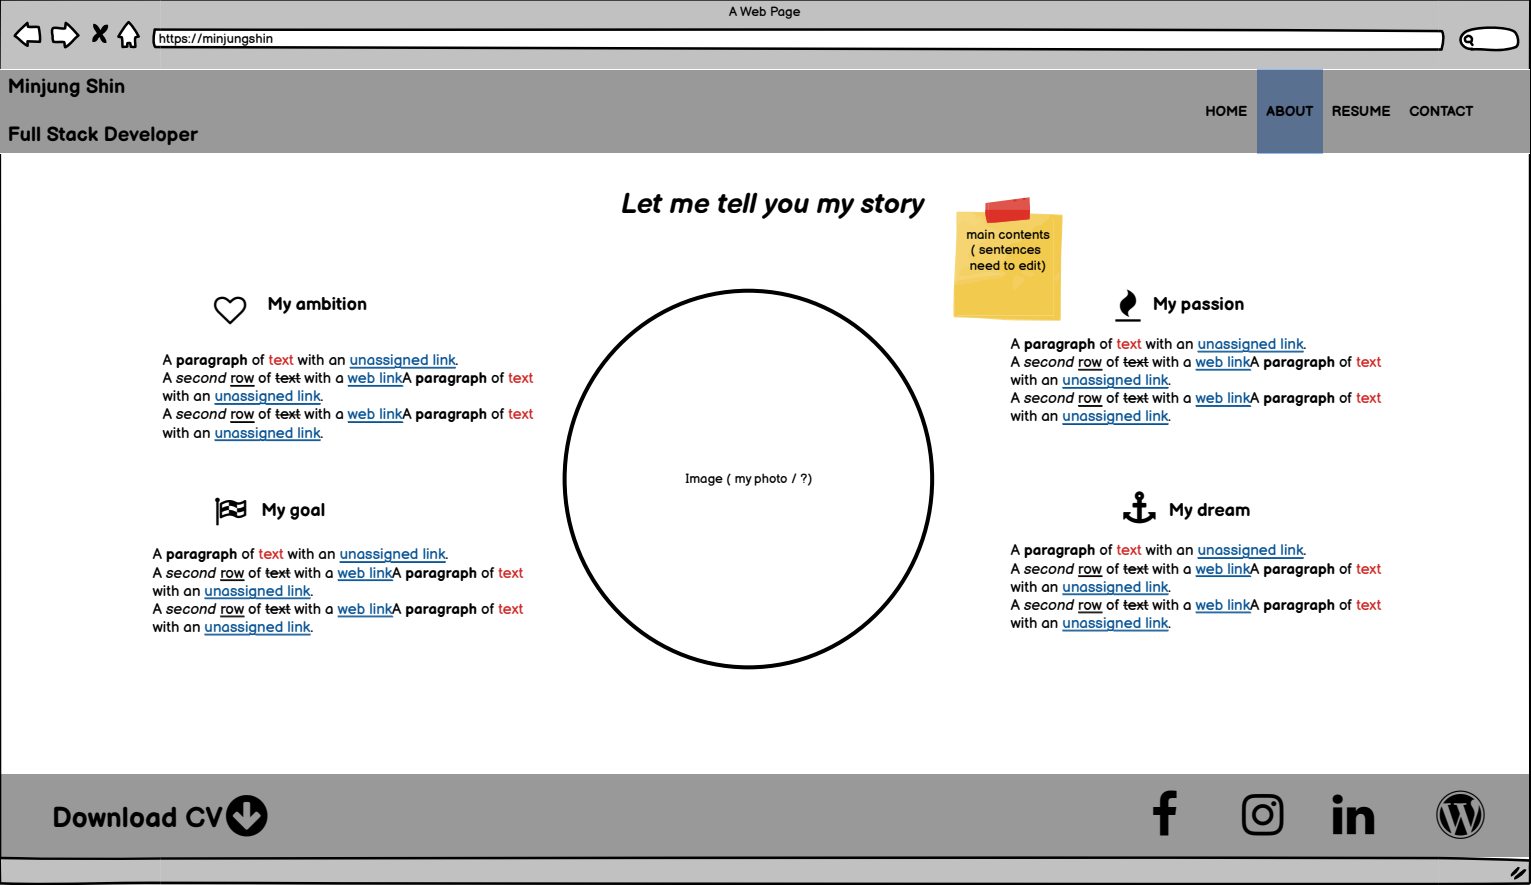 A Web Page
https://minjungshin
Minjung Shin
Full Stack Developer
HOME
ABOUT
RESUME
CONTACT
Let me tell you my story
main contents
( sentences
need to edit)
My ambition
A paragraph of text with an unassigned link.
A second row of text with a web linkA paragraph of text
with an unassigned link.
A second row of text with a web linkA paragraph of text
with an unassigned link.
My goal
A paragraph of text with an unassigned link.
A second row of text with a web linkA paragraph of text
with an unassigned link.
A second row of text with a web linkA paragraph of text
with an unassigned link.
Image ( my photo / ?)
My passion
A paragraph of text with an unassigned link.
A second row of text with a web linkA paragraph of text
with an unassigned link.
A second row of text with a web linkA paragraph of text
with an unassigned link.
My dream
A paragraph of text with an unassigned link.
A second row of text with a web linkA paragraph of text
with an unassigned link.
A second row of text with a web linkA paragraph of text
with an unassigned link.
Download CV